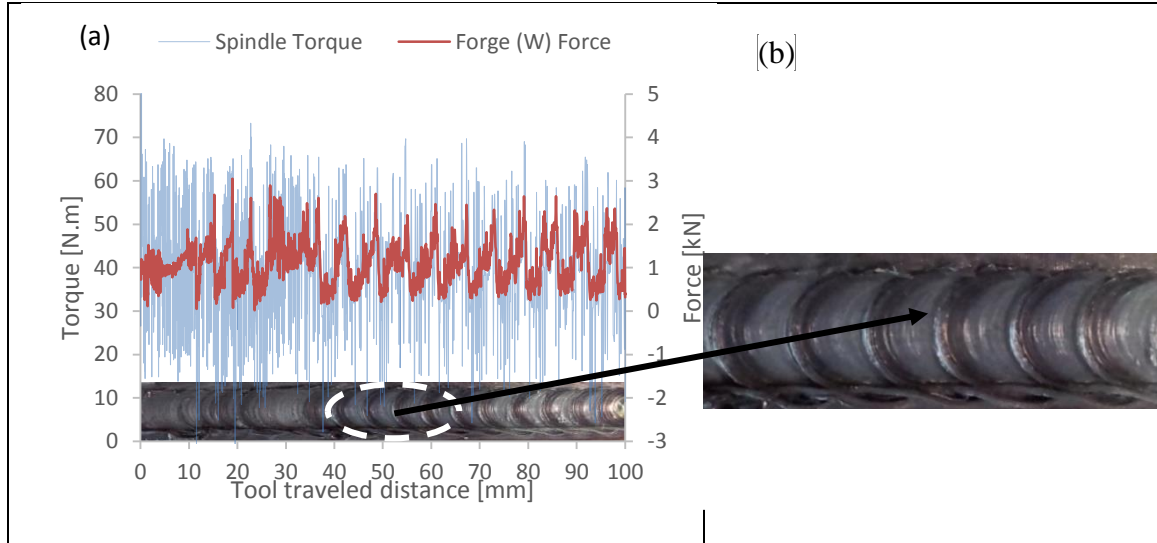 (a)
Spindle Torque
Forge (W) Force
(b)
80
70
60
50
40
30
20
10
0
Torque [N.m]
5
4
3
2
1
0
-1
-2
-3
Force [kN]
0 10 20 30 40 50 60 70 80 90 100
Tool traveled distance [mm]